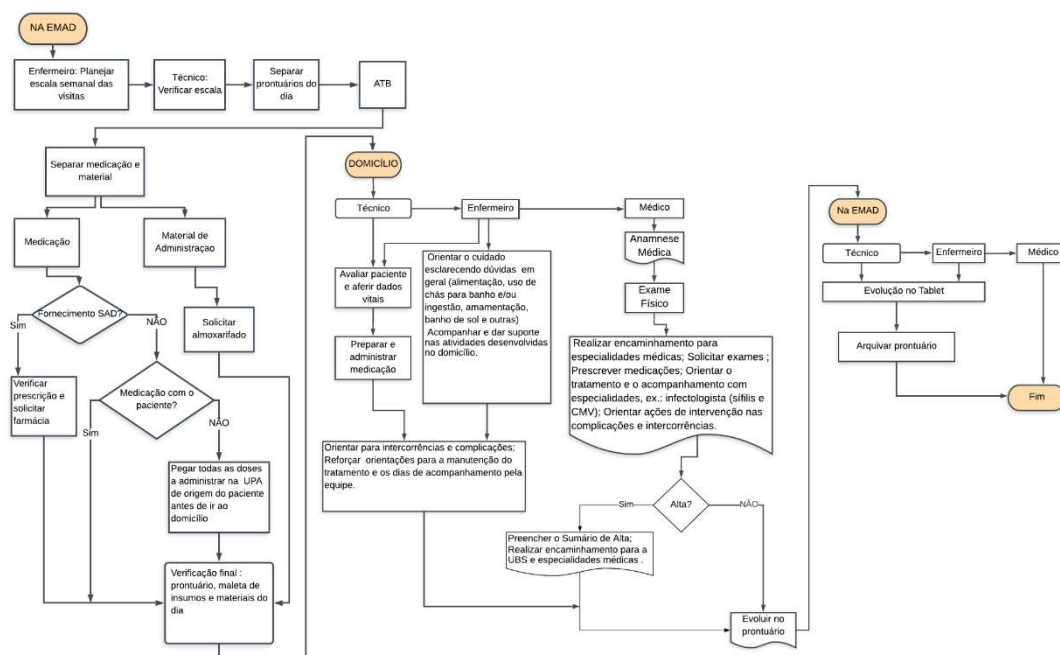 NA EMAD
Enfermeiro: Planejar
escala semanal das
visitas
Técnico:
Verificar escala
Separar
prontuários do
dia
ATB
Separar medicação e
material
Medicação
Material de
Administraçao
Fornecimento SAD?
Sim
NÃO
Solicitar
almoxarifado
Verificar
prescrição e
solicitar
farmácia
Medicação com o
paciente?
Sim
NÃO
Pegar todas as doses
a administrar na UPA
de origem do paciente
antes de ir ao
domicílio
Verificação final :
prontuário, maleta de
insumos e materiais do
dia
DOMICÍLIO
Técnico
Enfermeiro
Médico
Avaliar paciente
e aferir dados
vitais
Preparar e
administrar
medicação
Orientar o cuidado
esclarecendo dúvidas em
geral (alimentação, uso de
chás para banho e/ou
ingestão, amamentação,
banho de sol e outras)
Acompanhar e dar suporte
nas atividades desenvolvidas
no domicílio.
Anamnese
Médica
Exame
Físico
Realizar encaminhamento para
especialidades médicas; Solicitar exames ;
Prescrever medicações; Orientar o
tratamento e o acompanhamento com
especialidades, ex.: infectologista (sífilis e
CMV); Orientar ações de intervenção nas
complicações e intercorrências.
Orientar para intercorrências e complicações;
Reforçar orientações para a manutenção do
tratamento e os dias de acompanhamento pela
equipe.
Alta?
Sim
NÃO
Preencher o Sumário de Alta;
Realizar encaminhamento para a
UBS e especialidades médicas .
Evoluir no
prontuário
Na EMAD
Técnico
Enfermeiro
Médico
Evolução no Tablet
Arquivar prontuário
Fim